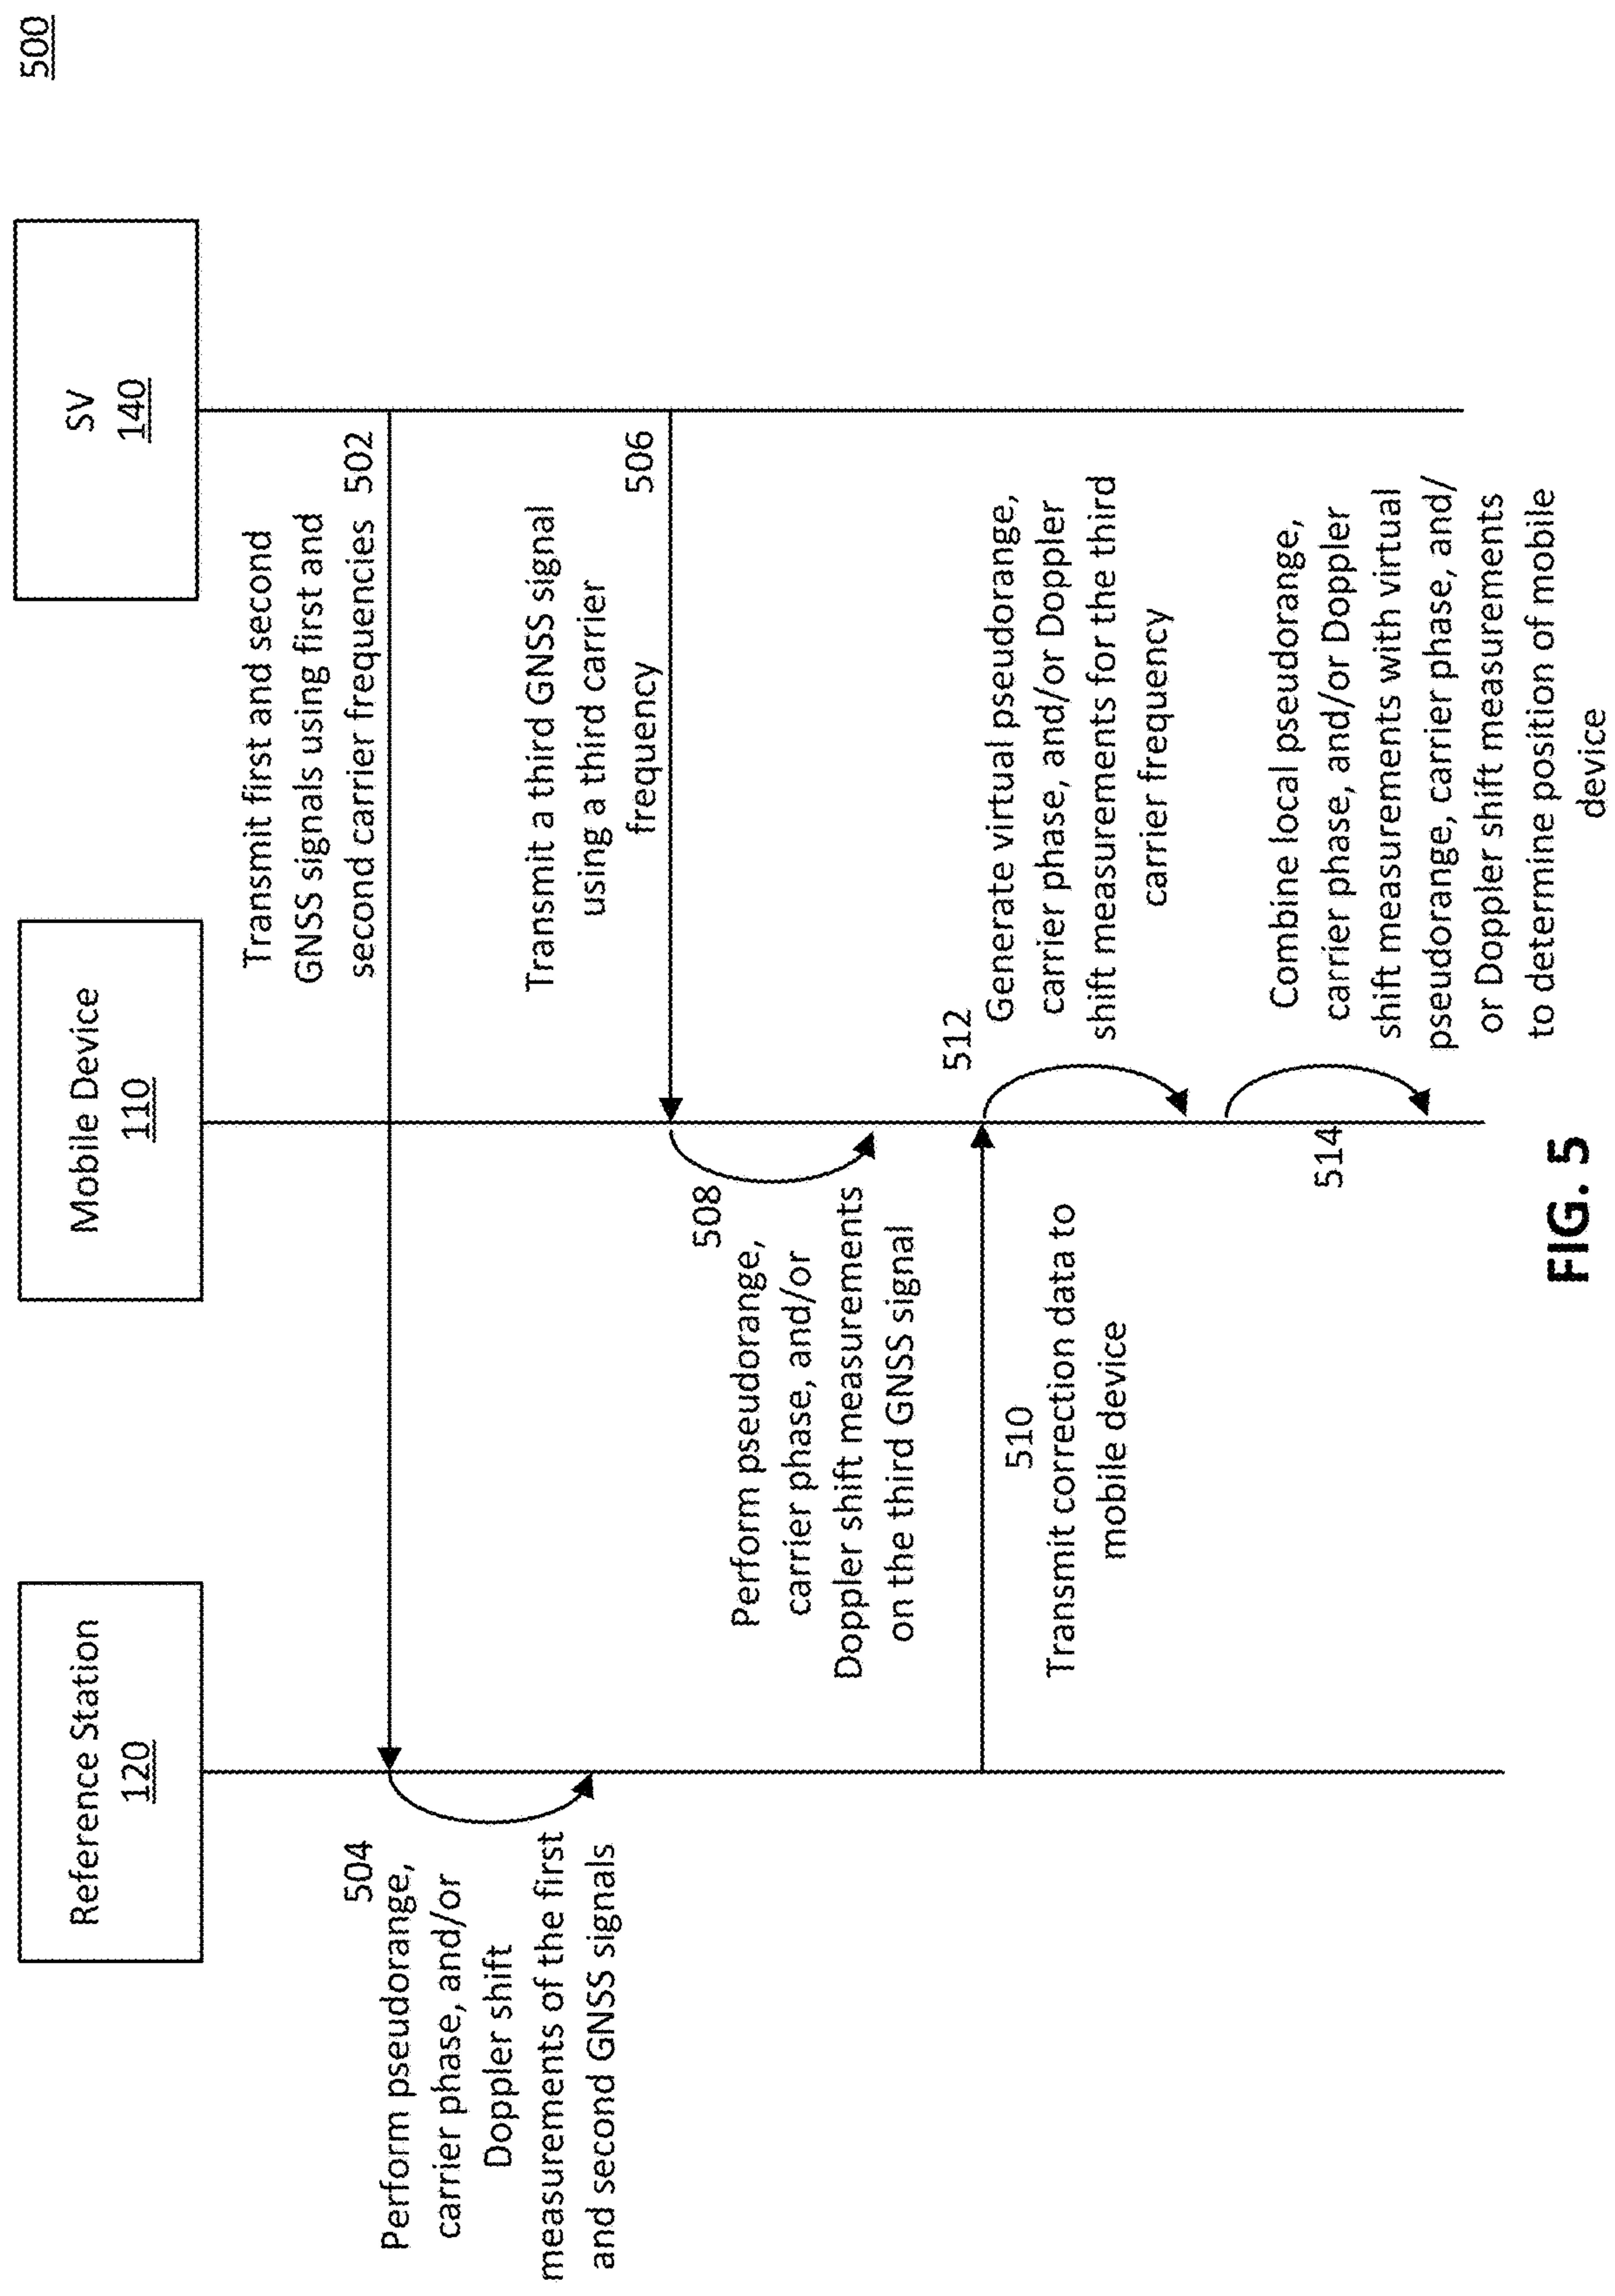 500
Reference Station
120
Mobile Device
110
SV
140
Transmit first and second
GNSS signals using first and
second carrier frequencies 502
504
Perform pseudorange,
carrier phase, and/or
Doppler shift
measurements of the first
and second GNSS signals
Transmit a third GNSS signal
using a third carrier
frequency
506
508
Perform pseudorange,
carrier phase, and/or
Doppler shift measurements
on the third GNSS signal
510
Transmit correction data to
mobile device
512
Generate virtual pseudorange,
carrier phase, and/or Doppler
shift measurements for the third
carrier frequency
514
Combine local pseudorange,
carrier phase, and/or Doppler
shift measurements with virtual
pseudorange, carrier phase, and/
or Doppler shift measurements
to determine position of mobile
device
FIG. 5